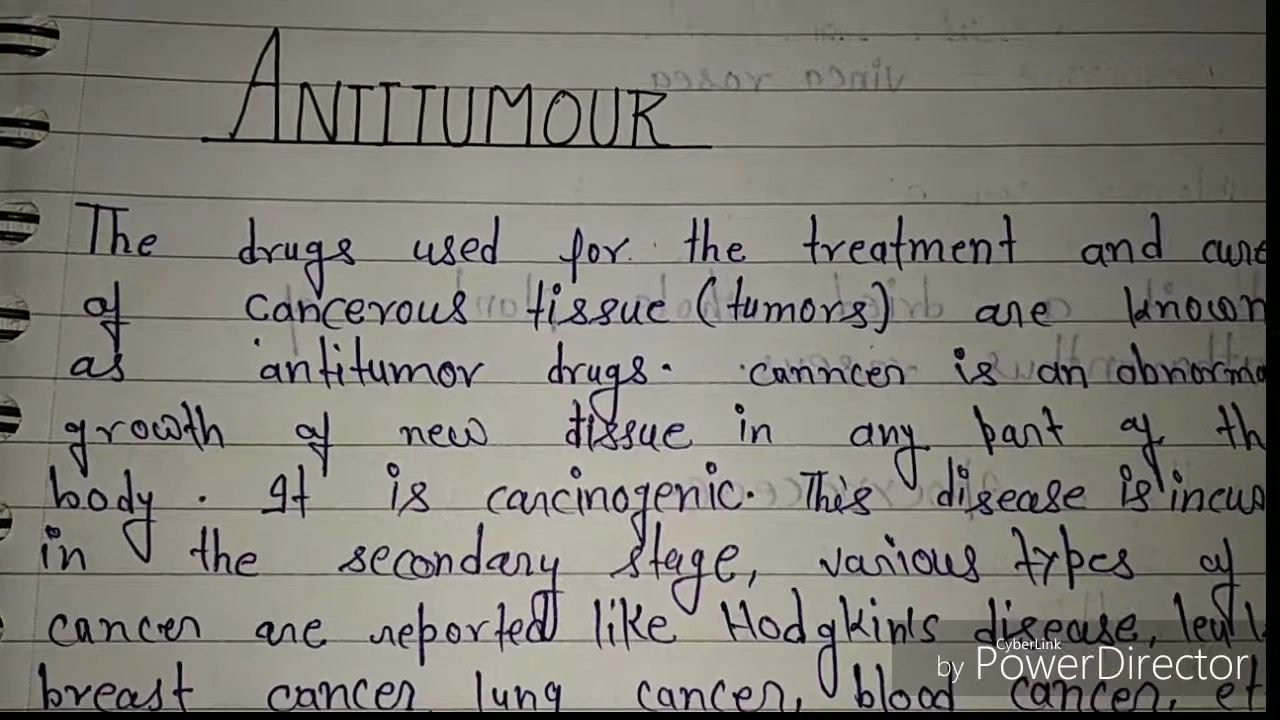 ANTITUMOUR
The drugs used for the treatment and cure
of cancerous tissue (tumors) are known
as antitumor drugs. canncer is an abnorma
growth of new tissue in any part of th
body. It is carcinogenic. This disease is incu
in the secondary stage, various types of
cancer are reported like Hodgkin's disease, leuk
breast cancer, lung cancer, blood cancer, et
CyberLink
by PowerDirector